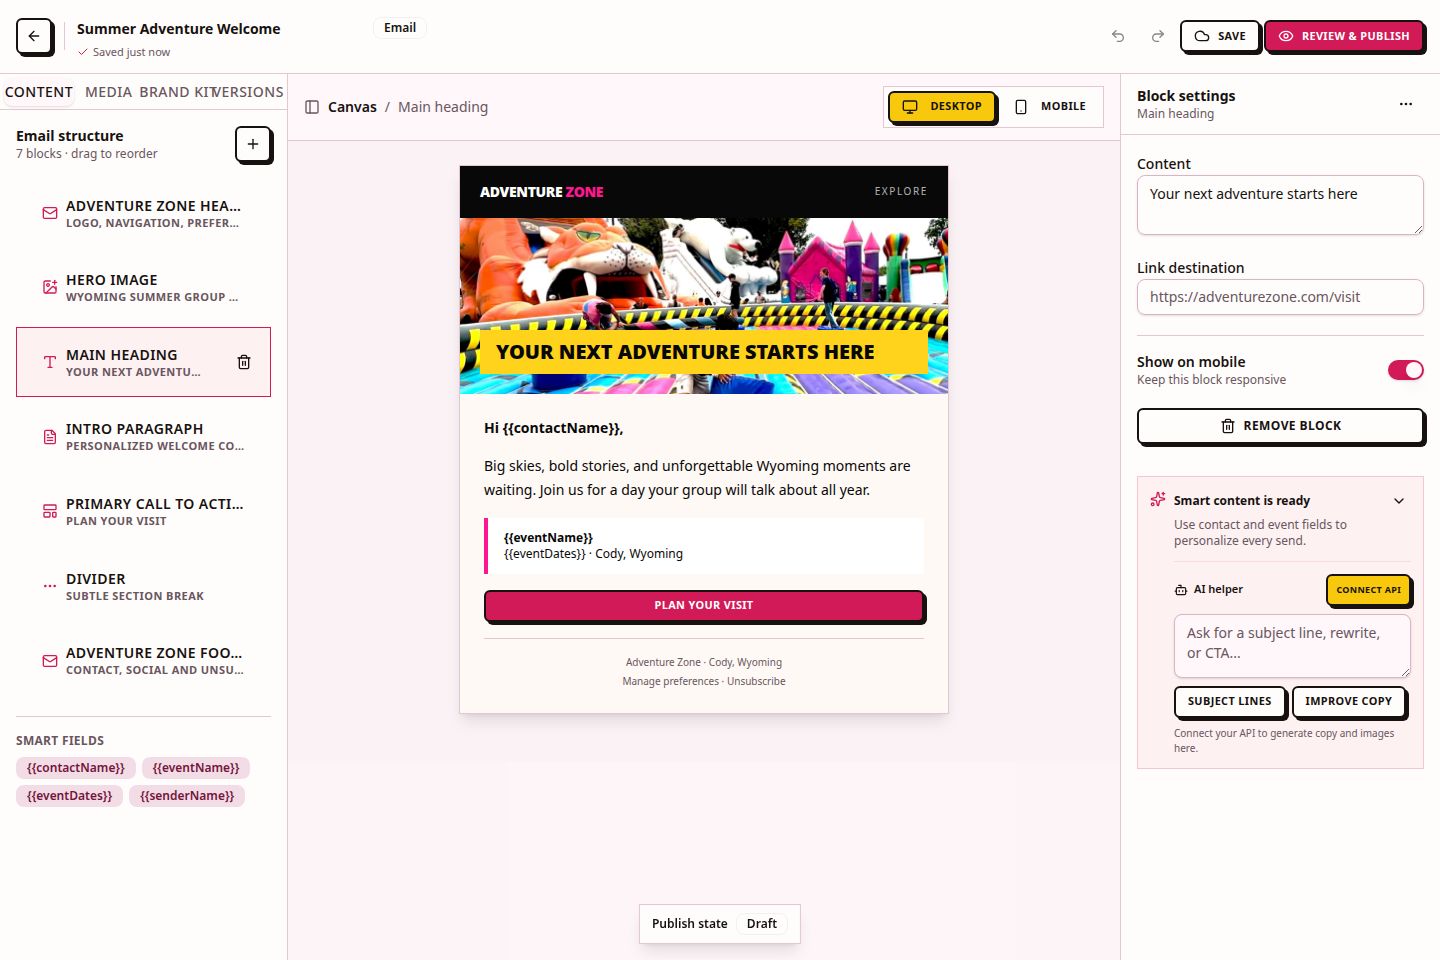 Summer Adventure Welcome
Saved just now
Email
SAVE
REVIEW & PUBLISH
CONTENT
MEDIA
BRAND KIT
VERSIONS
Email structure
7 blocks · drag to reorder
ADVENTURE ZONE HEA...
LOGO, NAVIGATION, PREFER...
HERO IMAGE
WYOMING SUMMER GROUP ...
MAIN HEADING
YOUR NEXT ADVENTU...
INTRO PARAGRAPH
PERSONALIZED WELCOME CO...
PRIMARY CALL TO ACTI...
PLAN YOUR VISIT
DIVIDER
SUBTLE SECTION BREAK
ADVENTURE ZONE FOO...
CONTACT, SOCIAL AND UNSU...
SMART FIELDS
{{contactName}}
{{eventName}}
{{eventDates}}
{{senderName}}
Canvas / Main heading
DESKTOP
MOBILE
ADVENTURE ZONE
EXPLORE
YOUR NEXT ADVENTURE STARTS HERE
Hi {{contactName}},
Big skies, bold stories, and unforgettable Wyoming moments are
waiting. Join us for a day your group will talk about all year.
{{eventName}}
{{eventDates}} · Cody, Wyoming
PLAN YOUR VISIT
Adventure Zone · Cody, Wyoming
Manage preferences · Unsubscribe
Publish state
Draft
Block settings
Main heading
Content
Your next adventure starts here
Link destination
https://adventurezone.com/visit
Show on mobile
Keep this block responsive
REMOVE BLOCK
Smart content is ready
Use contact and event fields to
personalize every send.
AI helper
CONNECT API
Ask for a subject line, rewrite,
or CTA...
SUBJECT LINES
IMPROVE COPY
Connect your API to generate copy and images
here.